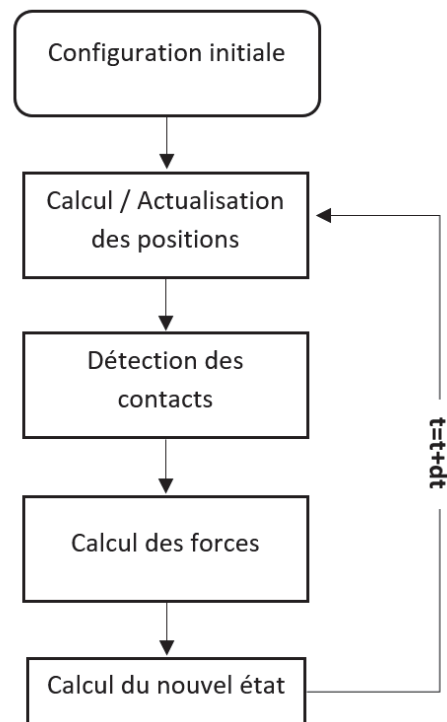 Configuration initiale
Calcul / Actualisation
des positions
Détection des
contacts
Calcul des forces
Calcul du nouvel état
t=t+dt